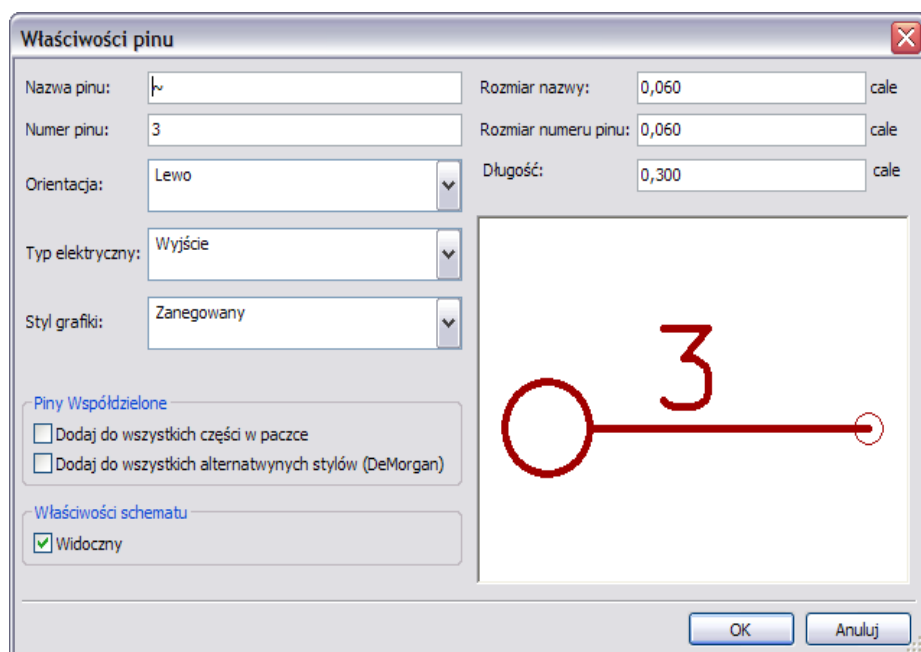 Właściwości pinu
Nazwa pinu: ~
Numer pinu: 3
Orientacja: Lewo
Typ elektryczny: Wyjście
Styl grafiki: Zanegowany
Piny Współdzielone
Dodaj do wszystkich części w paczce
Dodaj do wszystkich alternatwynych stylów (DeMorgan)
Właściwości schematu
Widoczny
Rozmiar nazwy: 0,060 cale
Rozmiar numeru pinu: 0,060 cale
Długość: 0,300 cale
3
OK Anuluj